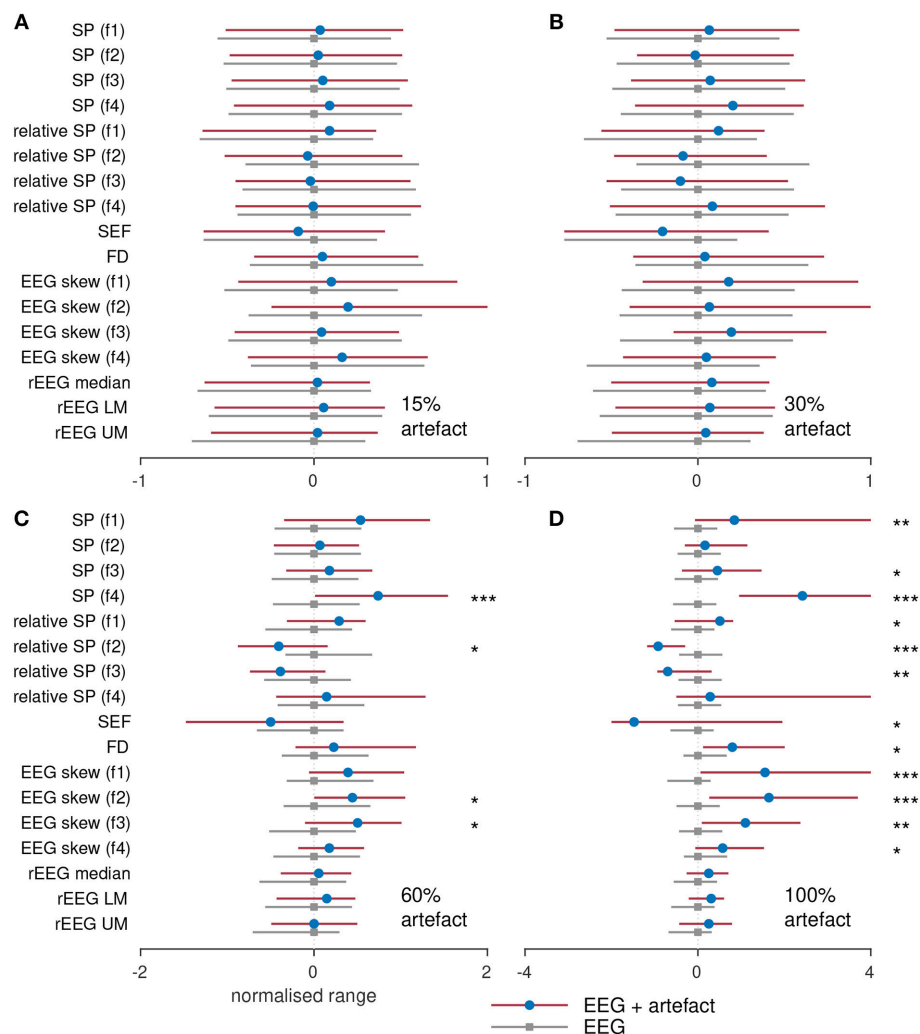 A
B
SP (f1)
SP (f2)
SP (f3)
SP (f4)
relative SP (f1)
relative SP (f2)
relative SP (f3)
relative SP (f4)
SEF
FD
EEG skew (f1)
EEG skew (f2)
EEG skew (f3)
EEG skew (f4)
rEEG median
rEEG LM
rEEG UM
15%
artefact
30%
artefact
-1 0 1
-1 0 1
C
D
SP (f1) **
SP (f2)
SP (f3) *
SP (f4) *** ***
relative SP (f1) *
relative SP (f2) * ***
relative SP (f3) **
relative SP (f4)
SEF *
FD *
EEG skew (f1) ***
EEG skew (f2) * ***
EEG skew (f3) * **
EEG skew (f4) *
rEEG median
rEEG LM
rEEG UM
60%
artefact
100%
artefact
-2 0 2
-4 0 4
normalised range
EEG + artefact
EEG